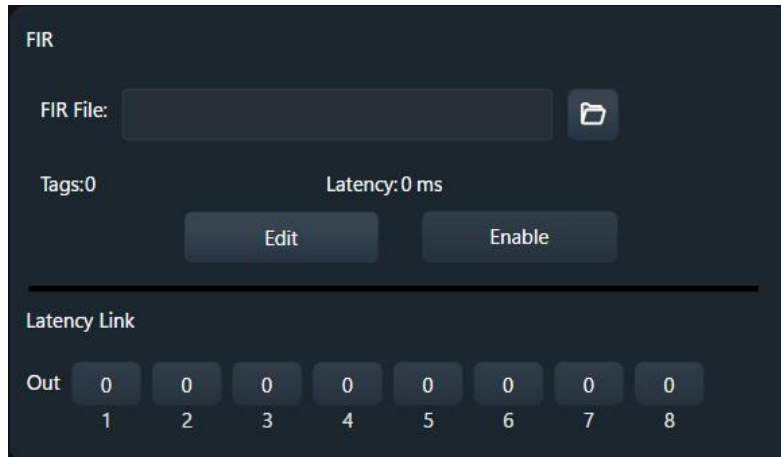 FIR
FIR File:
Tags:0 Latency:0 ms
Edit Enable
Latency Link
Out 0 0 0 0 0 0 0 0
1 2 3 4 5 6 7 8